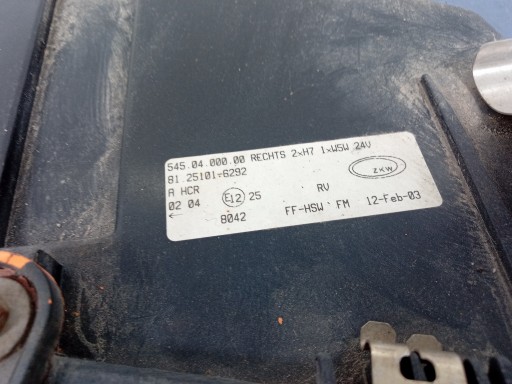 545.04.000.00 RECHTS 2xH7 1xW5W 24V
81.25101-6292 ZKW
A HCR RV
02 04 E12 25 FF-HSW FM 12-Feb-03
← 8042